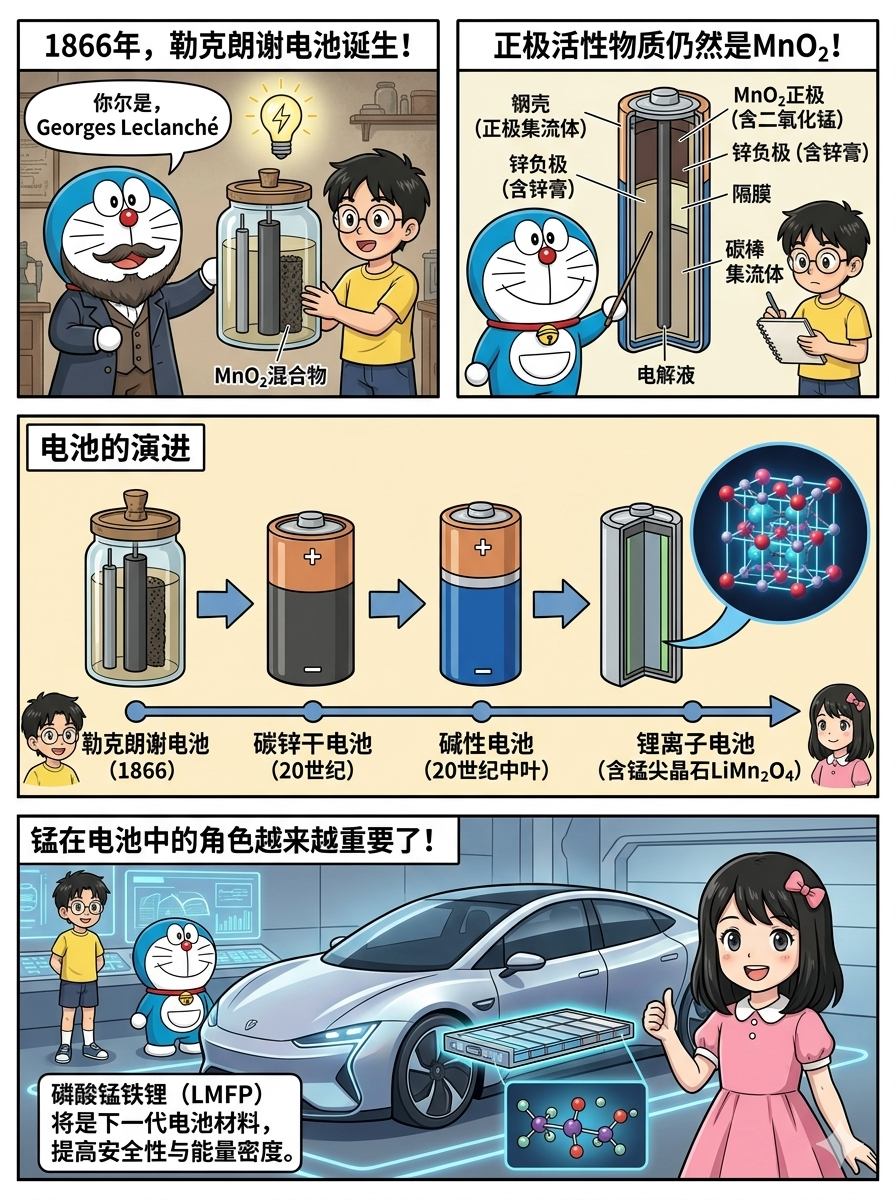 1866年，勒克朗谢电池诞生！
你尔是，
Georges Leclanché
MnO₂混合物
正极活性物质仍然是MnO₂！
钢壳
（正极集流体）
锌负极
（含锌膏）
MnO₂正极
（含二氧化锰）
锌负极（含锌膏）
隔膜
碳棒
集流体
电解液
电池的演进
+
−
+
−
勒克朗谢电池
（1866）
碳锌干电池
（20世纪）
碱性电池
（20世纪中叶）
锂离子电池
（含锰尖晶石LiMn₂O₄）
锰在电池中的角色越来越重要了！
磷酸锰铁锂（LMFP）
将是下一代电池材料，
提高安全性与能量密度。